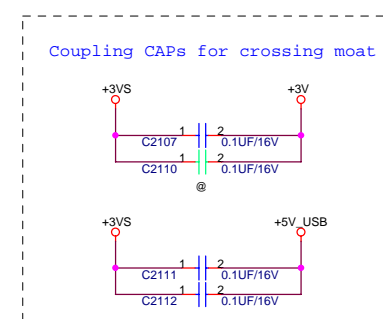 Coupling CAPs for crossing moat
+3VS +3V
1 2
C2107 0.1UF/16V
1 2
C2110 0.1UF/16V
@
+3VS +5V_USB
1 2
C2111 0.1UF/16V
1 2
C2112 0.1UF/16V